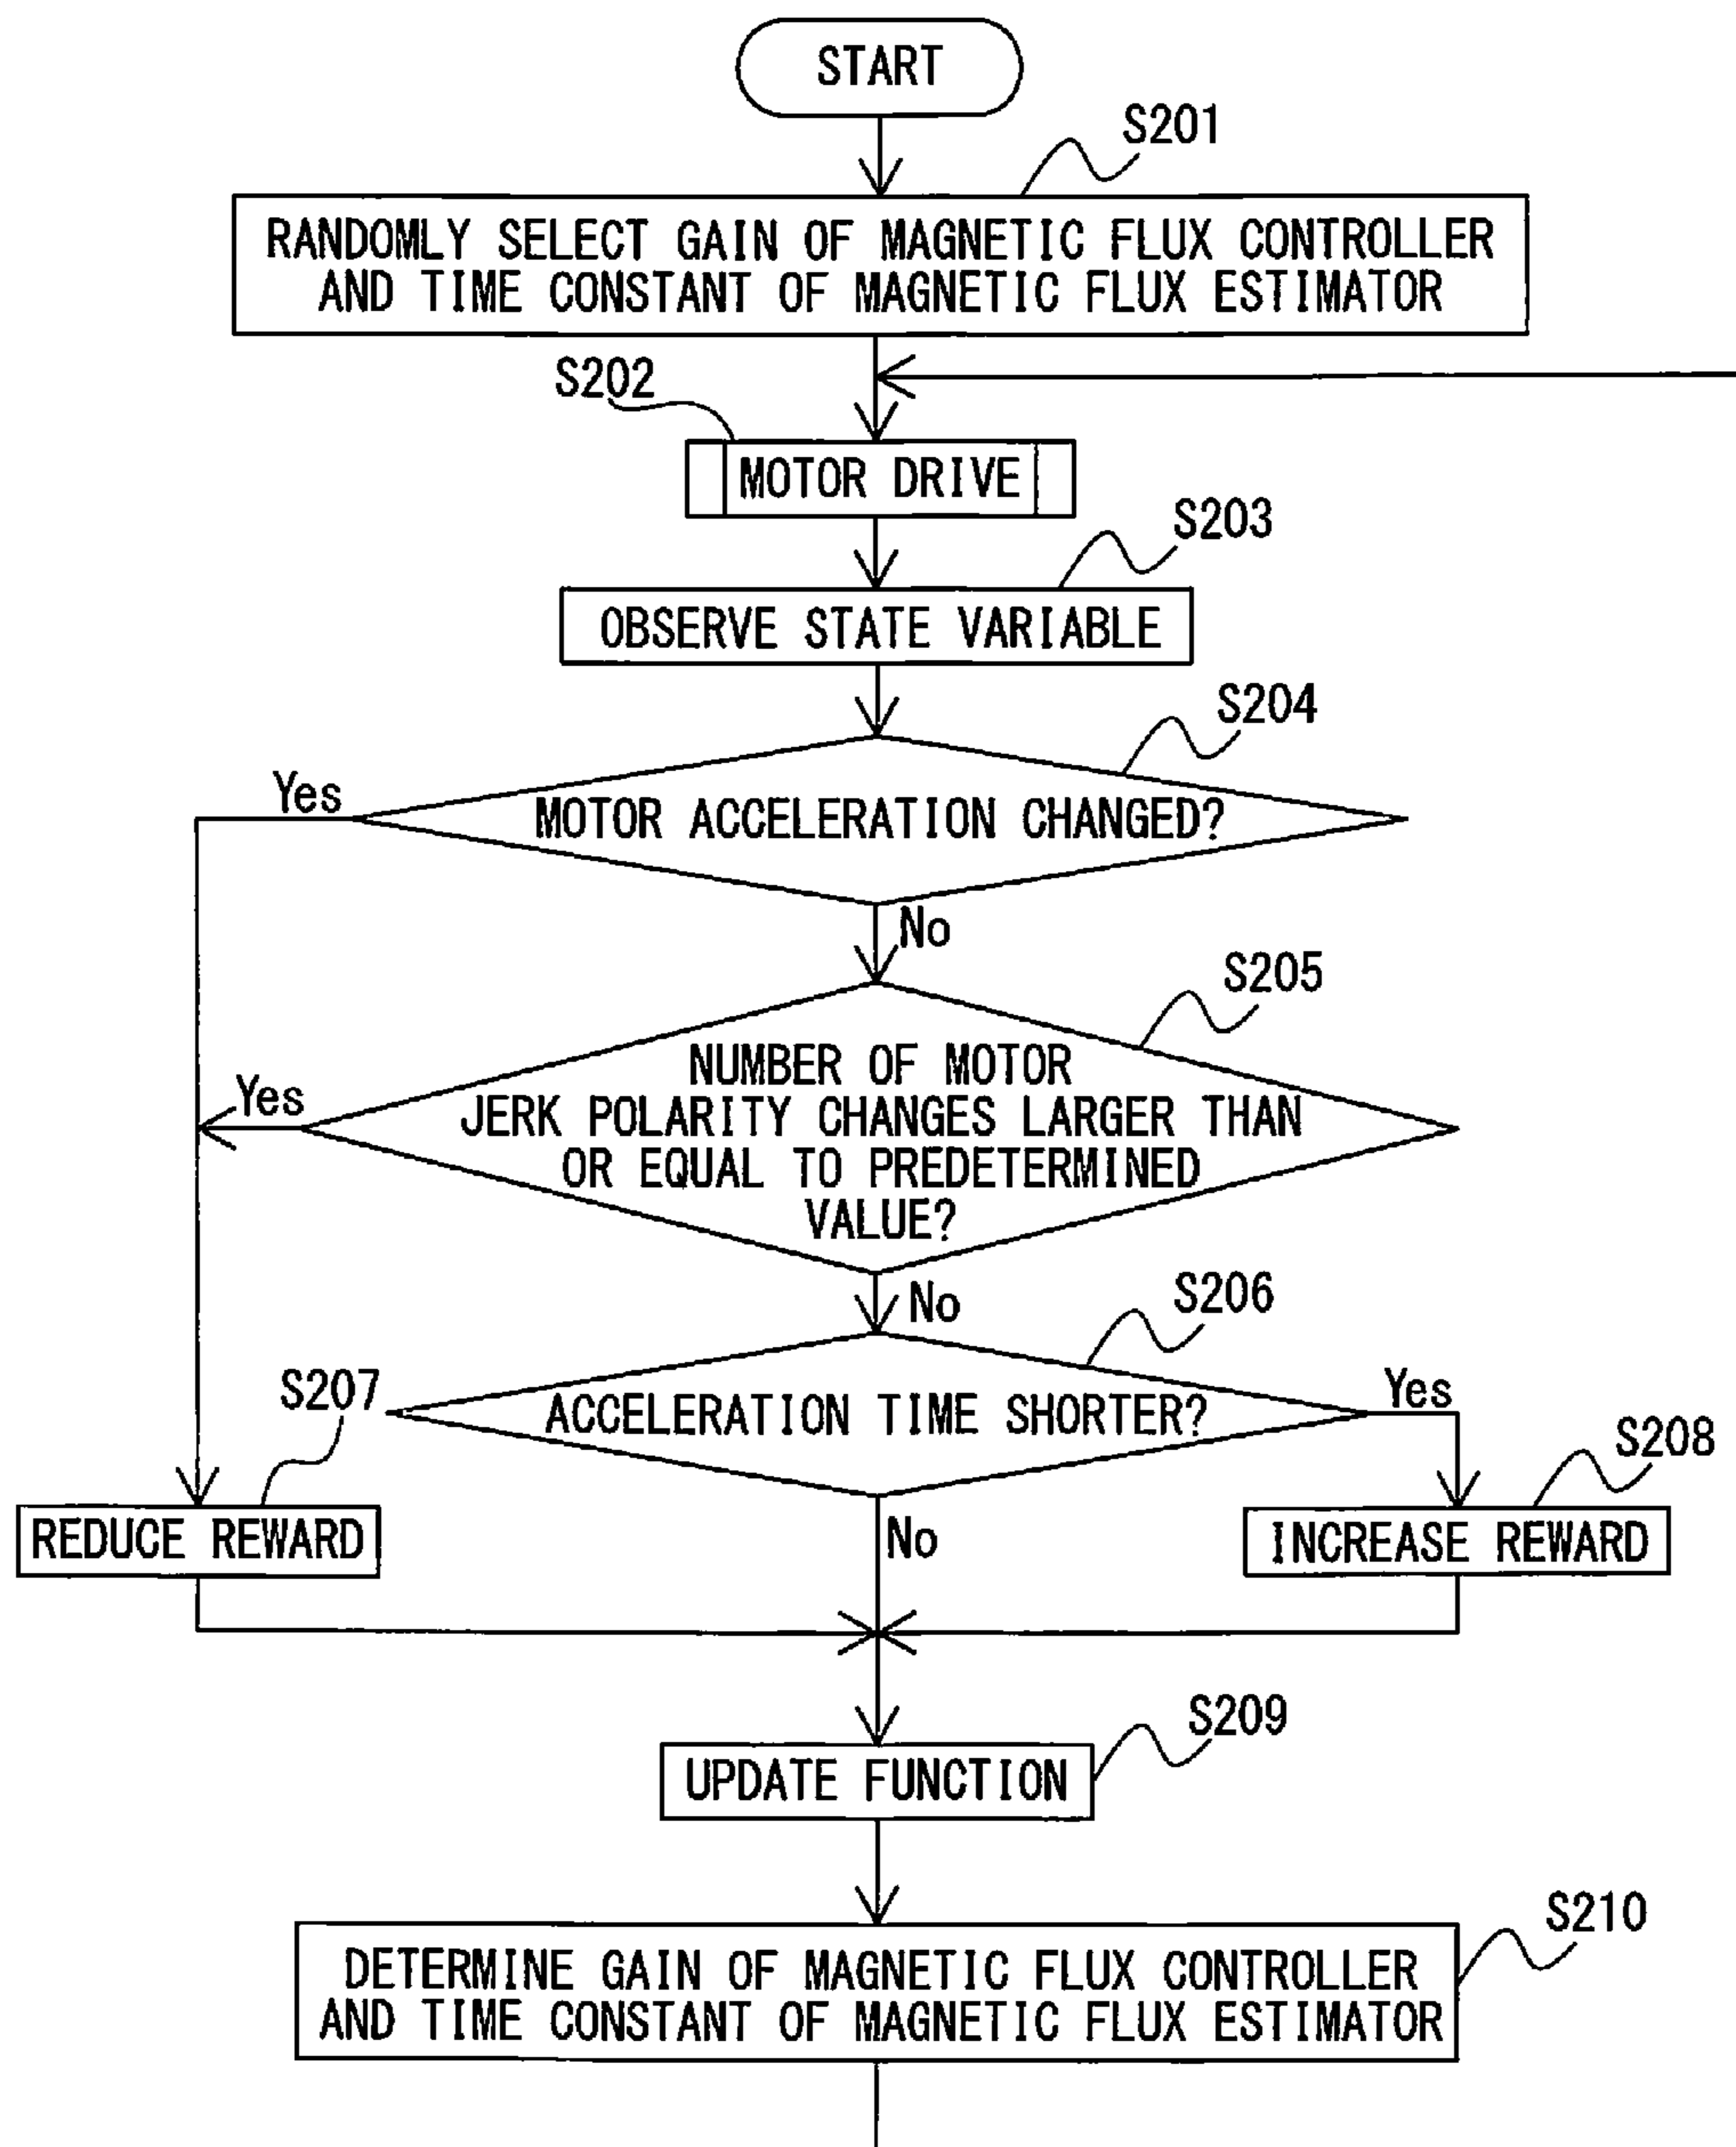 START
S201
RANDOMLY SELECT GAIN OF MAGNETIC FLUX CONTROLLER
AND TIME CONSTANT OF MAGNETIC FLUX ESTIMATOR
S202
MOTOR DRIVE
S203
OBSERVE STATE VARIABLE
S204
Yes
MOTOR ACCELERATION CHANGED?
No
S205
NUMBER OF MOTOR
Yes
JERK POLARITY CHANGES LARGER THAN
OR EQUAL TO PREDETERMINED
VALUE?
No
S206
S207
ACCELERATION TIME SHORTER?
Yes
S208
REDUCE REWARD
No
INCREASE REWARD
S209
UPDATE FUNCTION
S210
DETERMINE GAIN OF MAGNETIC FLUX CONTROLLER
AND TIME CONSTANT OF MAGNETIC FLUX ESTIMATOR